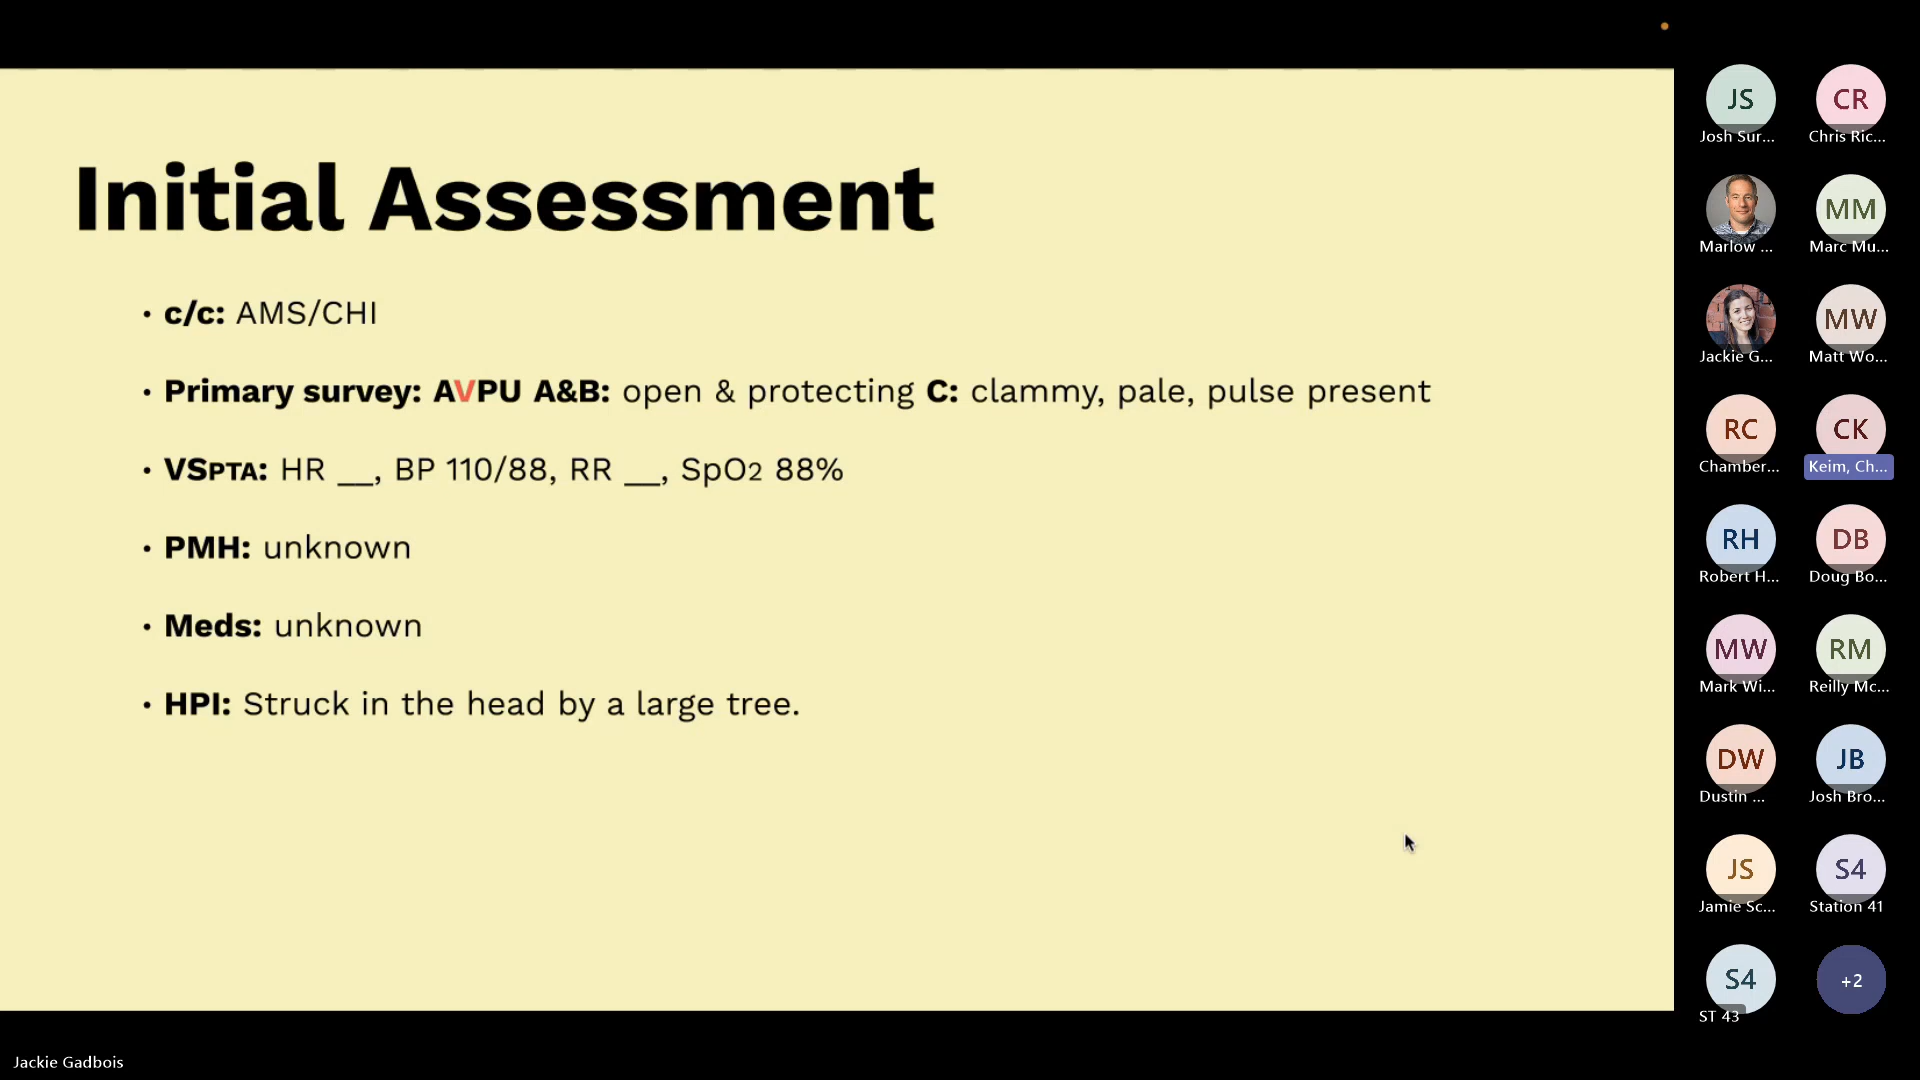 Initial Assessment
• c/c: AMS/CHI
• Primary survey: AVPU A&B: open & protecting C: clammy, pale, pulse present
• VSPTA: HR __, BP 110/88, RR __, SpO2 88%
• PMH: unknown
• Meds: unknown
• HPI: Struck in the head by a large tree.
JS CR
Josh Sur... Chris Ric...
MM
Marlow ... Marc Mu...
MW
Jackie G... Matt Wo...
RC CK
Chamber... Keim, Ch...
RH DB
Robert H... Doug Bo...
MW RM
Mark Wi... Reilly Mc...
DW JB
Dustin ... Josh Bro...
JS S4
Jamie Sc... Station 41
S4 +2
ST 43
Jackie Gadbois